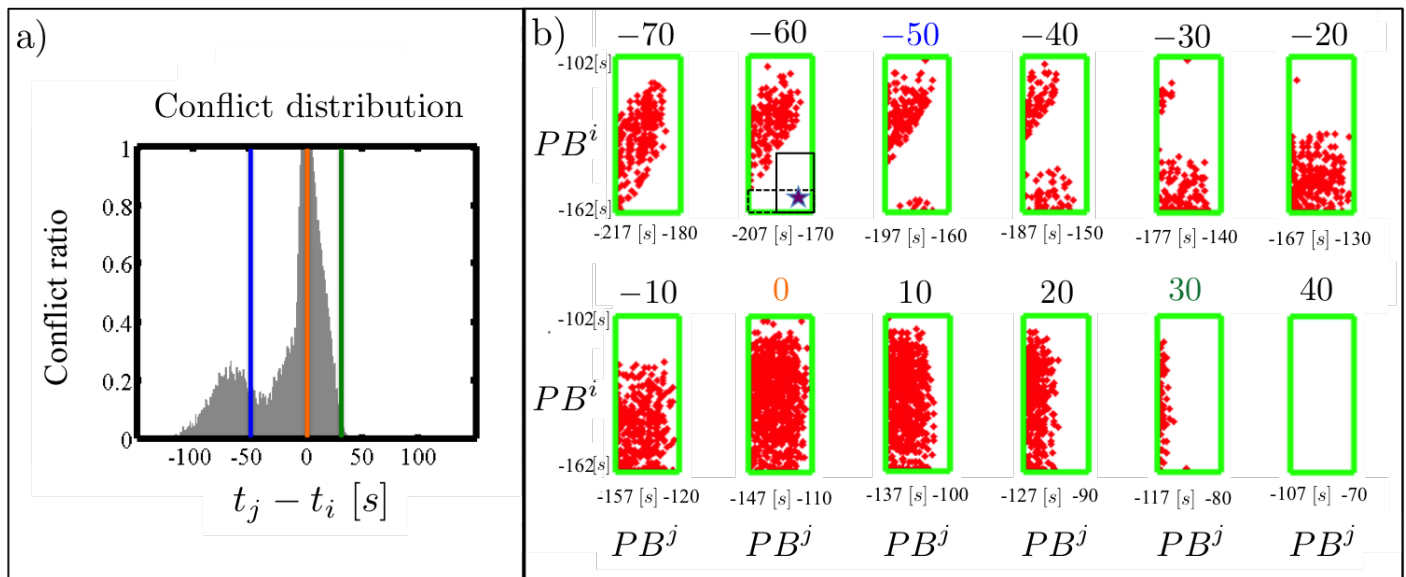 a)
Conflict distribution
Conflict ratio
1
0.8
0.6
0.4
0.2
0
-100 -50 0 50 100
t_j − t_i [s]
b)
−70 −60 −50 −40 −30 −20
-102[s]
PB^i
-162[s]
-217 [s] -180 -207 [s] -170 -197 [s] -160 -187 [s] -150 -177 [s] -140 -167 [s] -130
−10 0 10 20 30 40
-102[s]
PB^i
-162[s]
-157 [s] -120 -147 [s] -110 -137 [s] -100 -127 [s] -90 -117 [s] -80 -107 [s] -70
PB^j PB^j PB^j PB^j PB^j PB^j